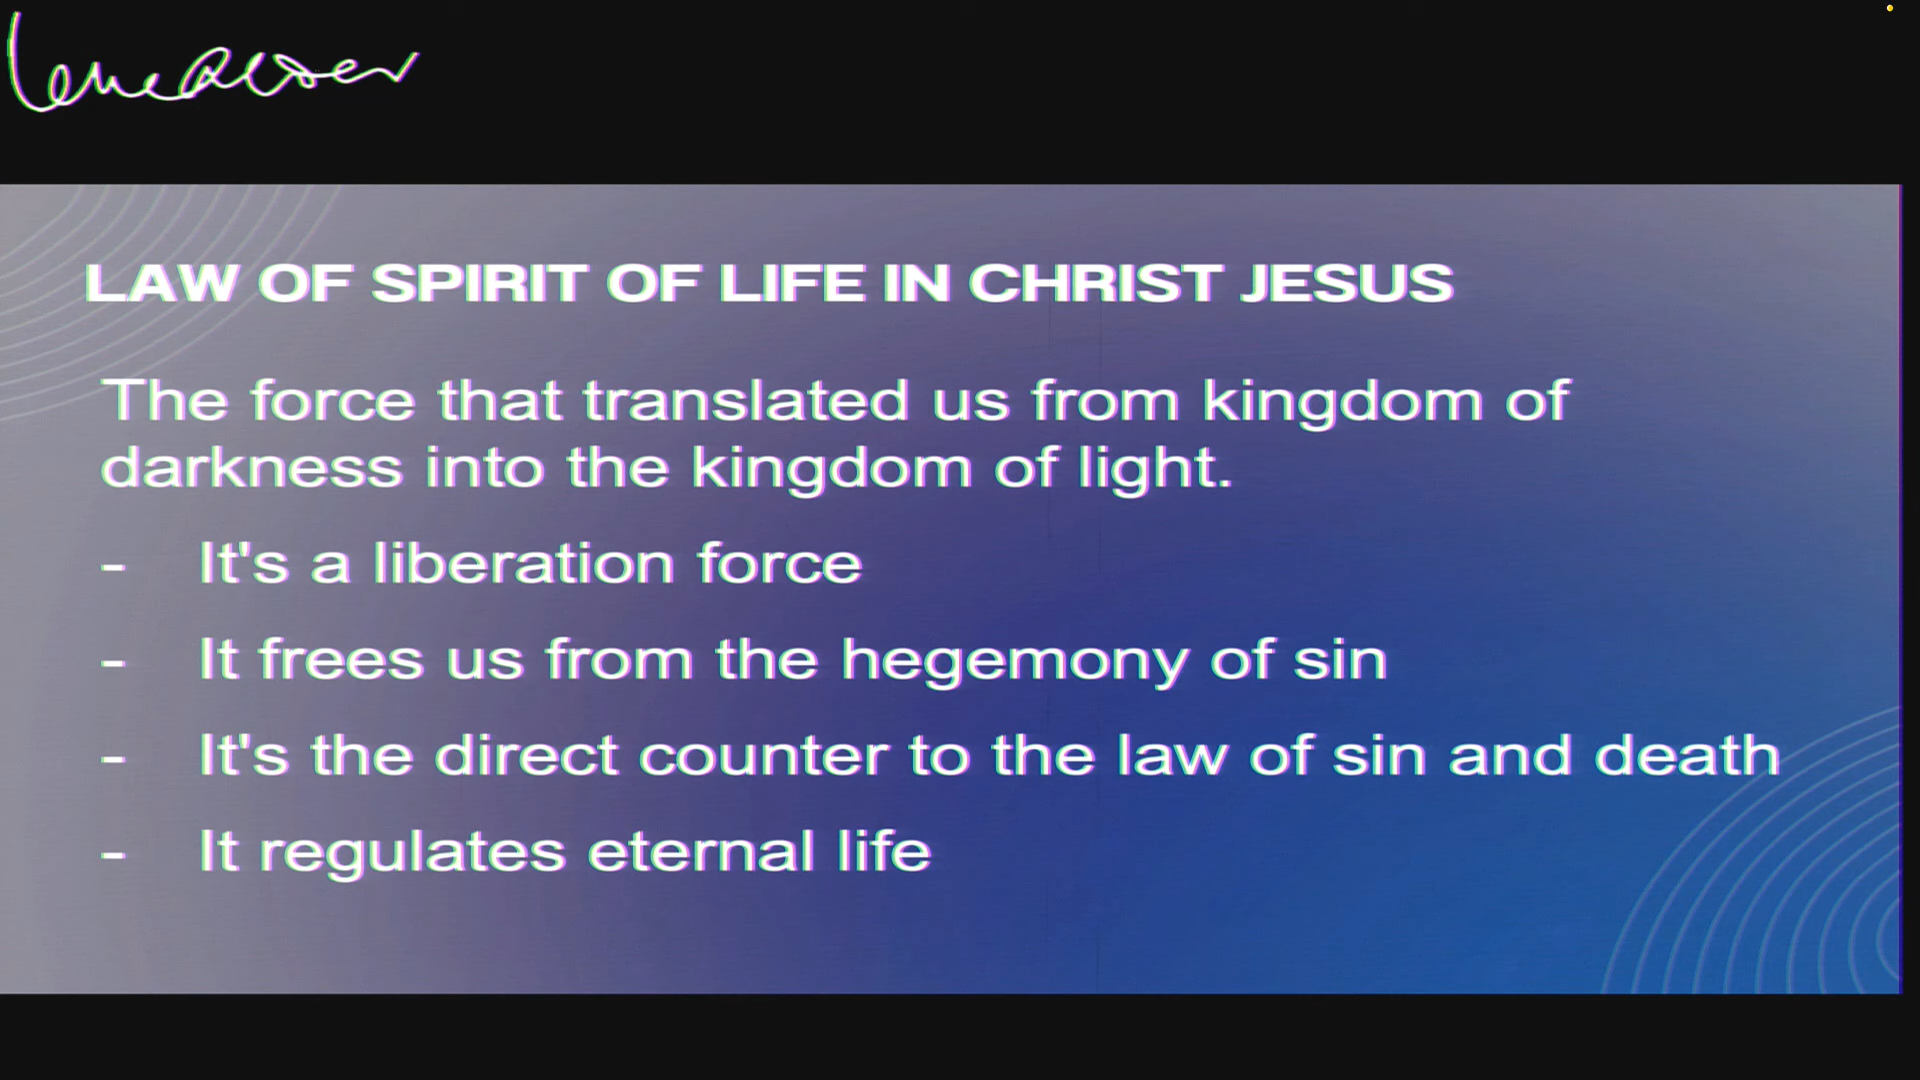 LAW OF SPIRIT OF LIFE IN CHRIST JESUS
The force that translated us from kingdom of
darkness into the kingdom of light.
- It's a liberation force
- It frees us from the hegemony of sin
- It's the direct counter to the law of sin and death
- It regulates eternal life